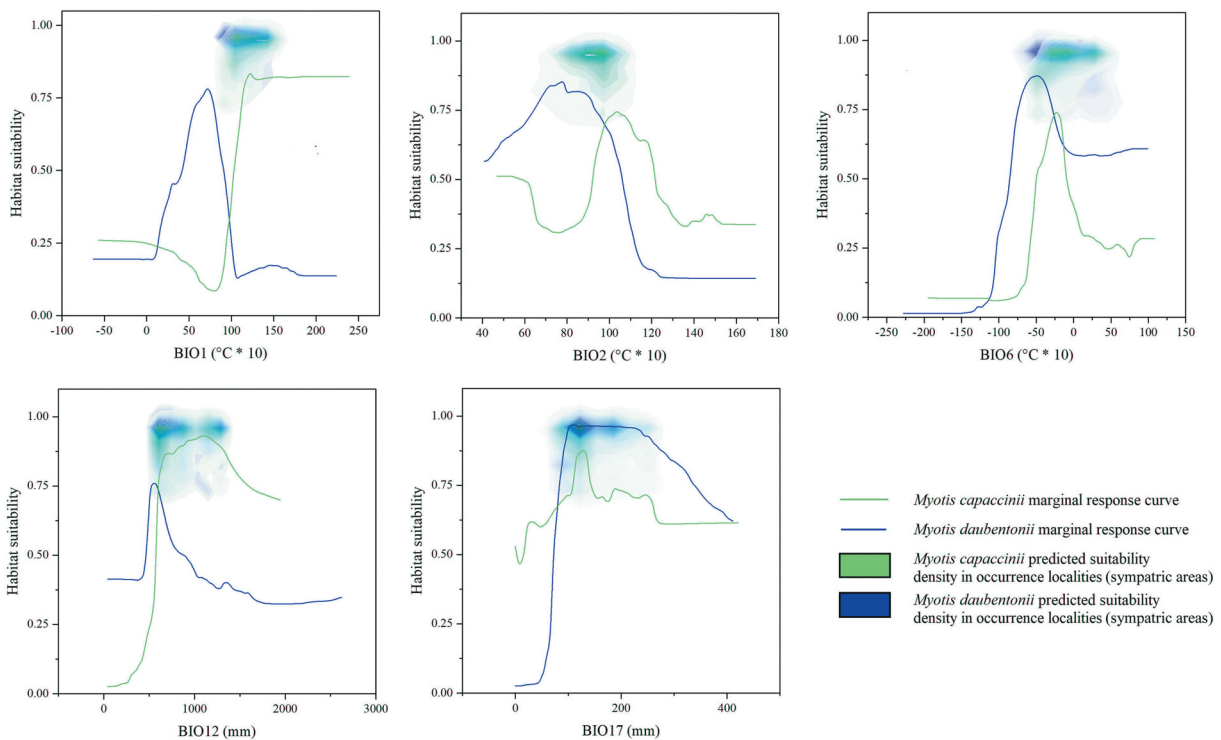 1.00
0.75
0.50
0.25
0.00
Habitat suitability
-100 -50 0 50 100 150 200 250
BIO1 (°C * 10)
1.00
0.75
0.50
0.25
0.00
Habitat suitability
40 60 80 100 120 140 160 180
BIO2 (°C * 10)
1.00
0.75
0.50
0.25
0.00
Habitat suitability
-250 -200 -150 -100 -50 0 50 100 150
BIO6 (°C * 10)
1.00
0.75
0.50
0.25
0.00
Habitat suitability
0 1000 2000 3000
BIO12 (mm)
1.00
0.75
0.50
0.25
0.00
Habitat suitability
0 200 400
BIO17 (mm)
Myotis capaccinii marginal response curve
Myotis daubentonii marginal response curve
Myotis capaccinii predicted suitability
density in occurrence localities (sympatric areas)
Myotis daubentonii predicted suitability
density in occurrence localities (sympatric areas)